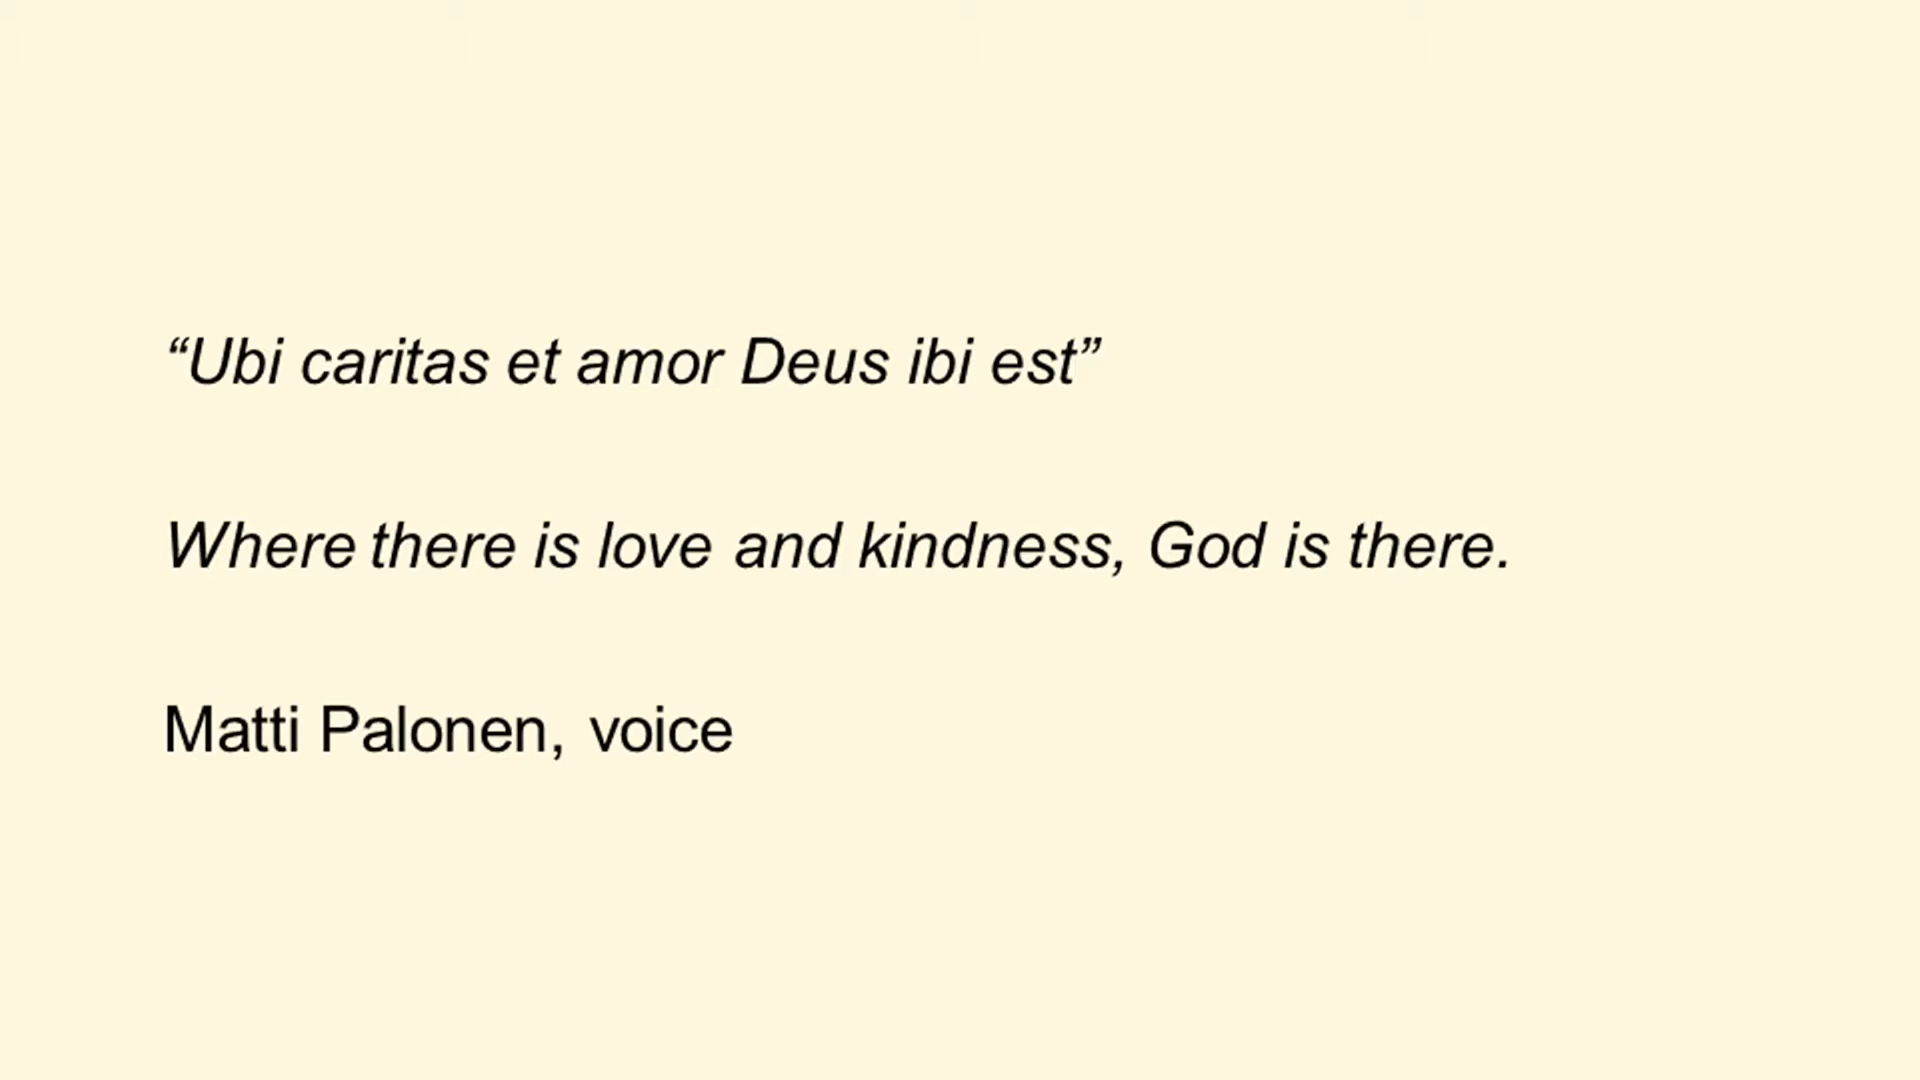 “Ubi caritas et amor Deus ibi est”
Where there is love and kindness, God is there.
Matti Palonen, voice